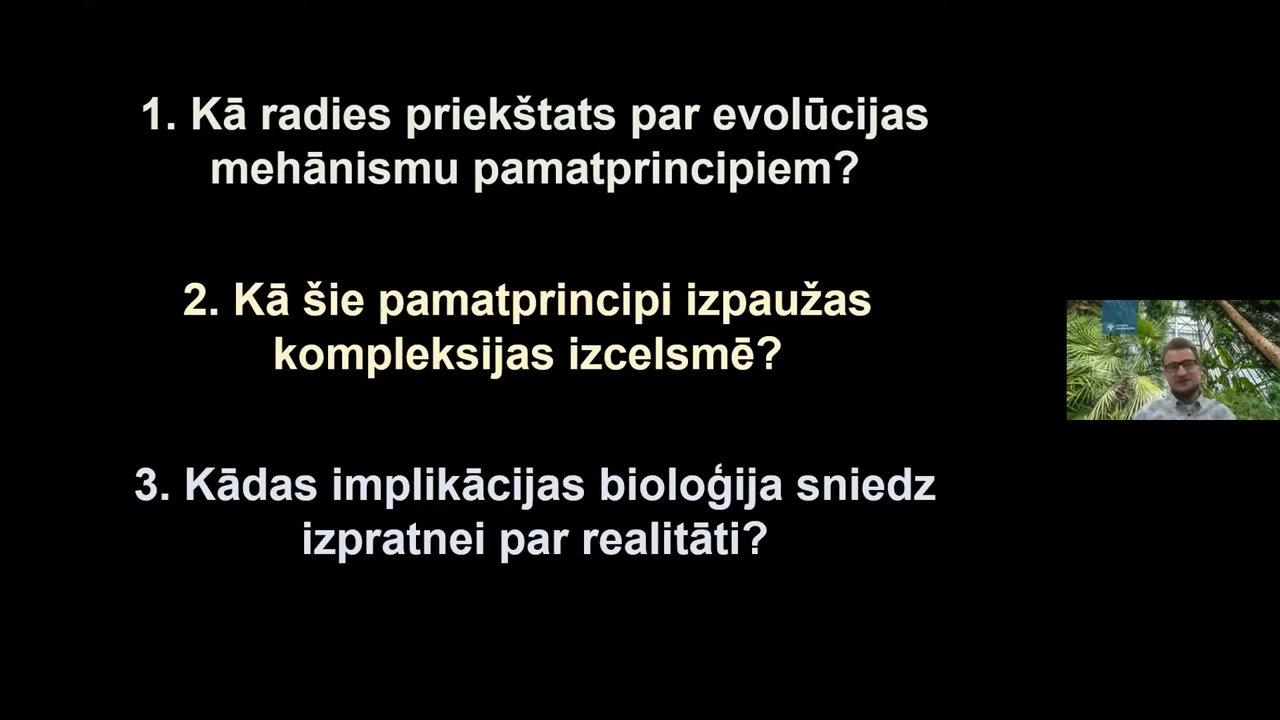 1. Kā radies priekštats par evolūcijas
mehānismu pamatprincipiem?
2. Kā šie pamatprincipi izpaužas
kompleksijas izcelsmē?
3. Kādas implikācijas bioloģija sniedz
izpratnei par realitāti?